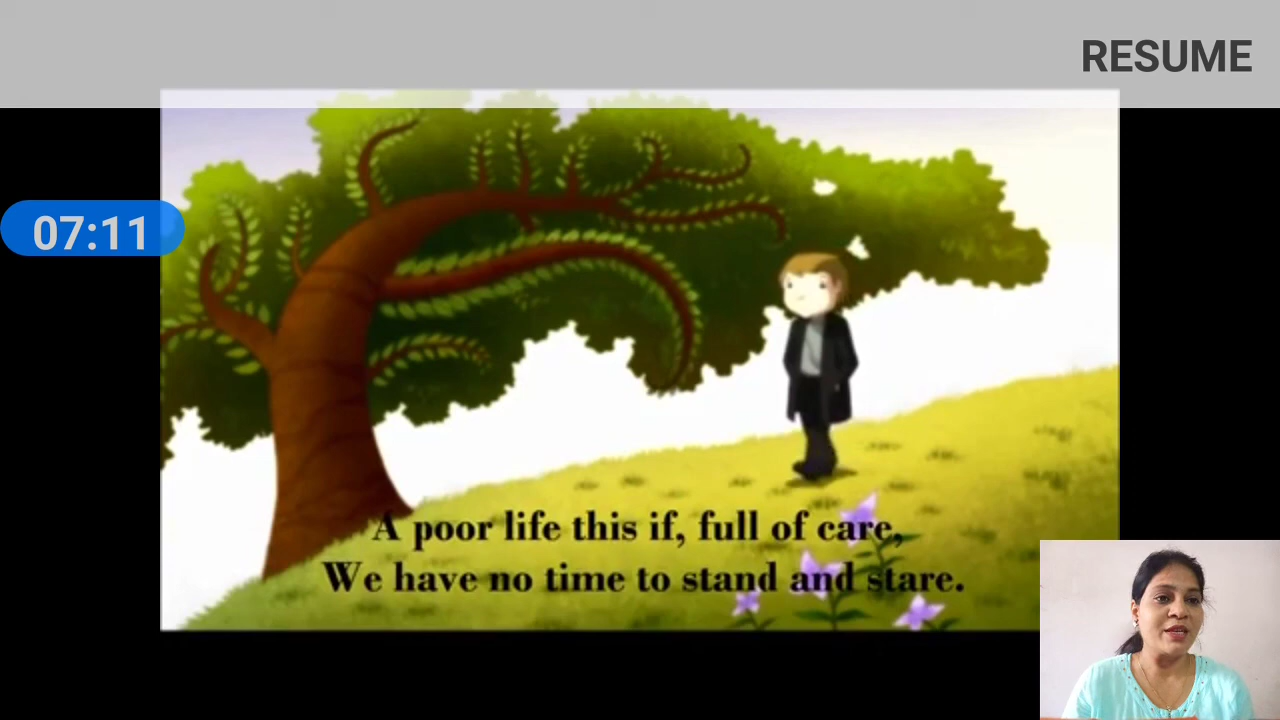 RESUME
07:11
A poor life this if, full of care,
We have no time to stand and stare.